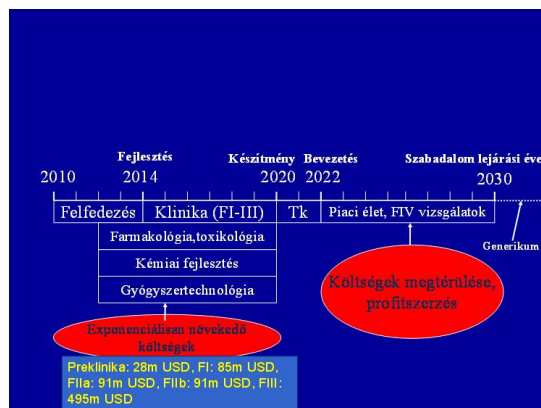 Fejlesztés
Készítmény Bevezetés Szabadalom lejárási éve
2010 2014 2020 2022 2030
Felfedezés Klinika (FI-III) Tk Piaci élet, FIV vizsgálatok
Generikum
Farmakológia,toxikológia
Kémiai fejlesztés
Gyógyszertechnológia
Költségek megtérülése,
profitszerzés
Exponenciálisan növekedő
költségek
Preklinika: 28m USD, FI: 85m USD,
FIIa: 91m USD, FIIb: 91m USD, FIII:
495m USD